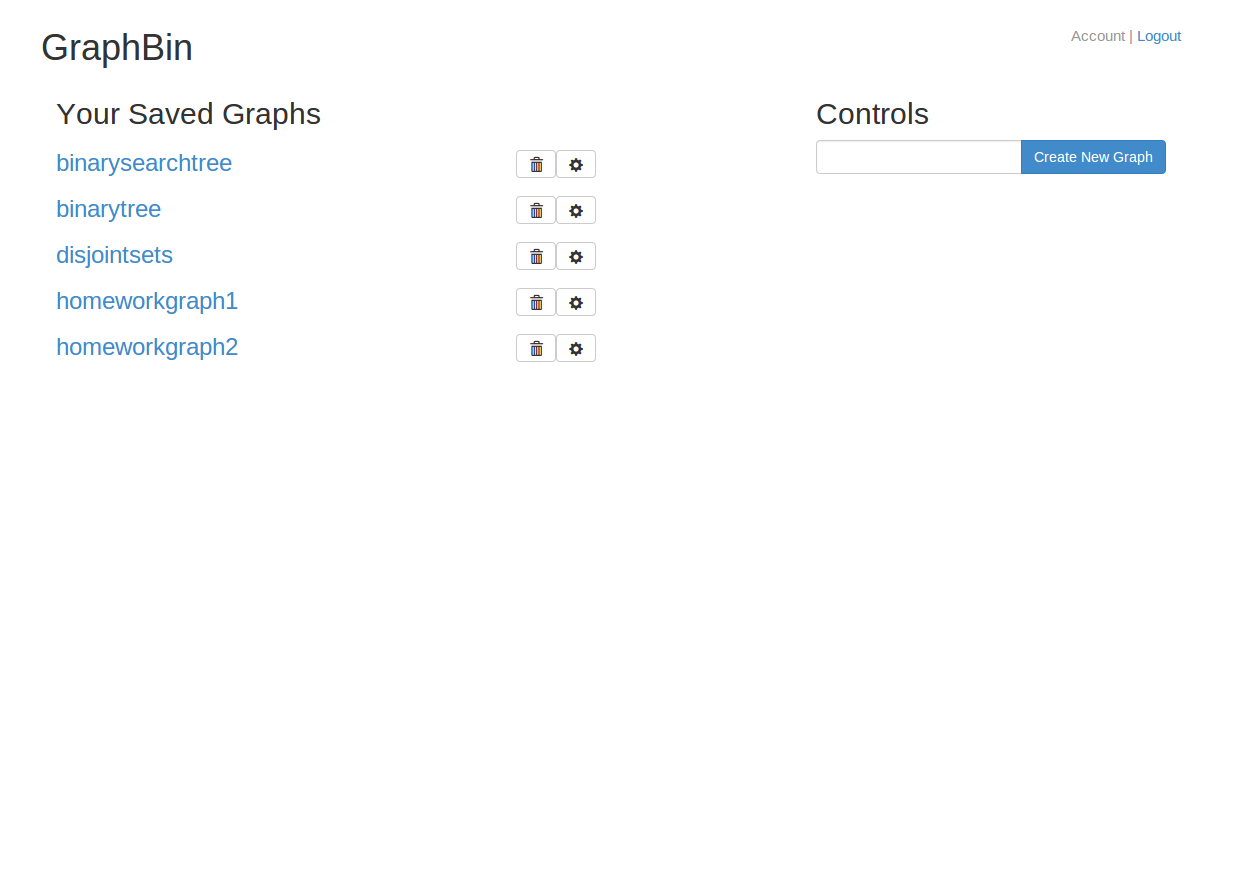 GraphBin
Account | Logout
Your Saved Graphs
binarysearchtree
binarytree
disjointsets
homeworkgraph1
homeworkgraph2
Controls
Create New Graph